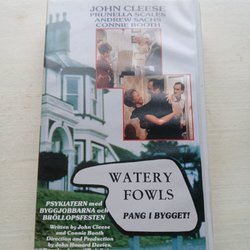 JOHN CLEESE
PRUNELLA SCALES
ANDREW SACHS
CONNIE BOOTH
WATERY
FOWLS
PANG I BYGGET!
PSYKIATERN med
BYGGJOBBARNA och
BRÖLLOPSFESTEN
Written by John Cleese
and Connie Booth
Direction and Production
by John Howard Davies,